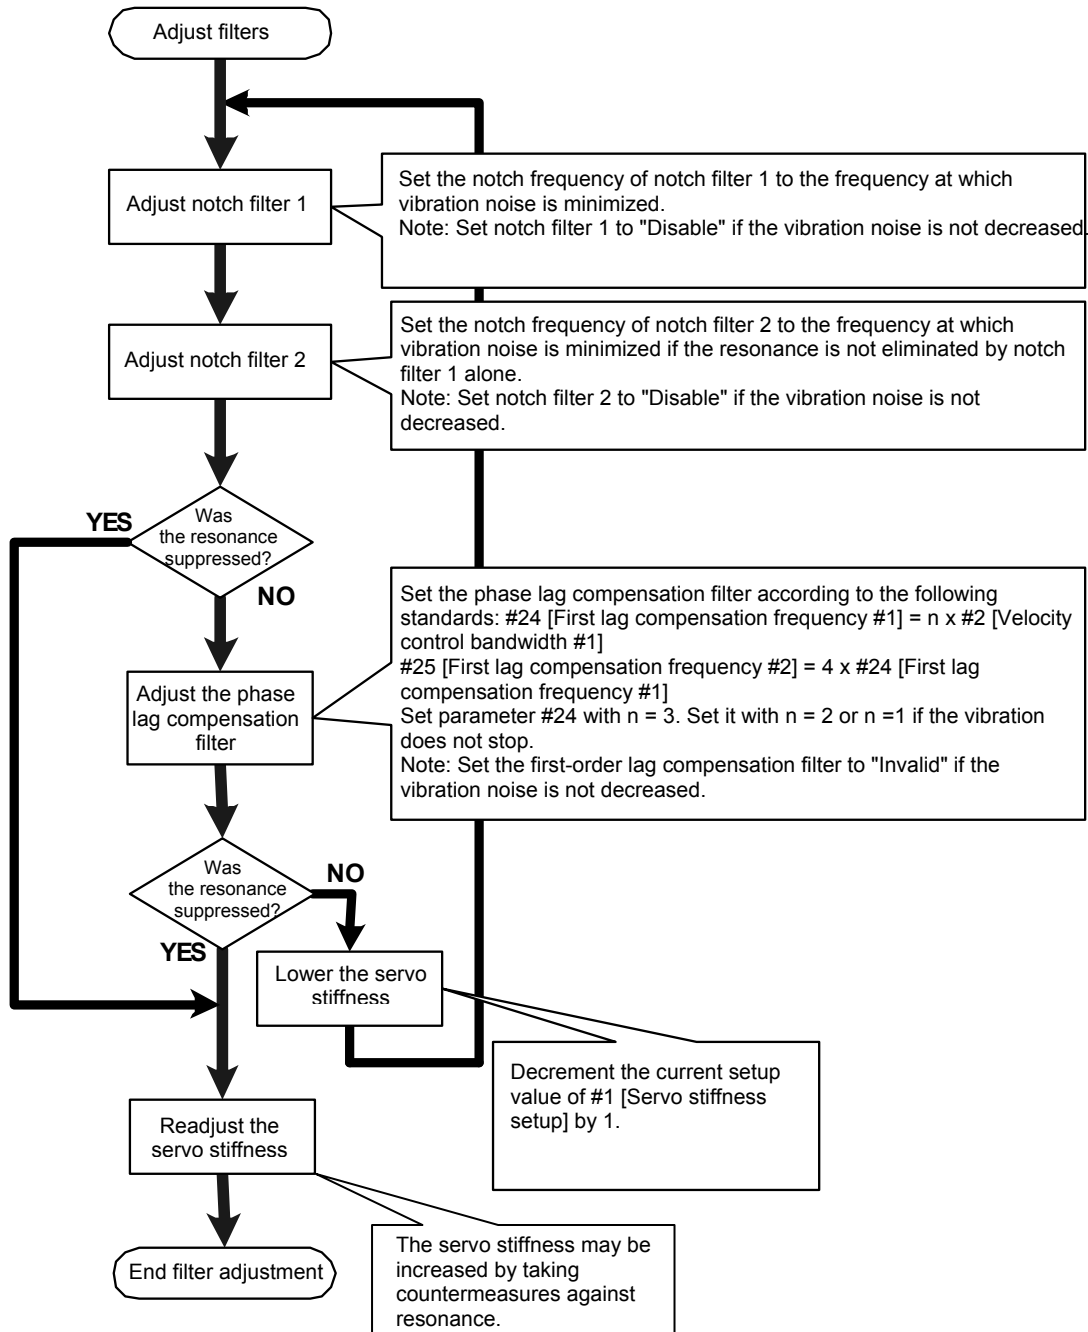 Adjust filters
Adjust notch filter 1
Set the notch frequency of notch filter 1 to the frequency at which
vibration noise is minimized.
Note: Set notch filter 1 to "Disable" if the vibration noise is not decreased.
Adjust notch filter 2
Set the notch frequency of notch filter 2 to the frequency at which
vibration noise is minimized if the resonance is not eliminated by notch
filter 1 alone.
Note: Set notch filter 2 to "Disable" if the vibration noise is not
decreased.
YES
Was
the resonance
suppressed?
NO
Set the phase lag compensation filter according to the following
standards: #24 [First lag compensation frequency #1] = n x #2 [Velocity
control bandwidth #1]
#25 [First lag compensation frequency #2] = 4 x #24 [First lag
compensation frequency #1]
Set parameter #24 with n = 3. Set it with n = 2 or n =1 if the vibration
does not stop.
Note: Set the first-order lag compensation filter to "Invalid" if the
vibration noise is not decreased.
Adjust the phase
lag compensation
filter
Was
the resonance
suppressed?
NO
YES
Lower the servo
stiffness
Decrement the current setup
value of #1 [Servo stiffness
setup] by 1.
Readjust the
servo stiffness
The servo stiffness may be
increased by taking
countermeasures against
resonance.
End filter adjustment